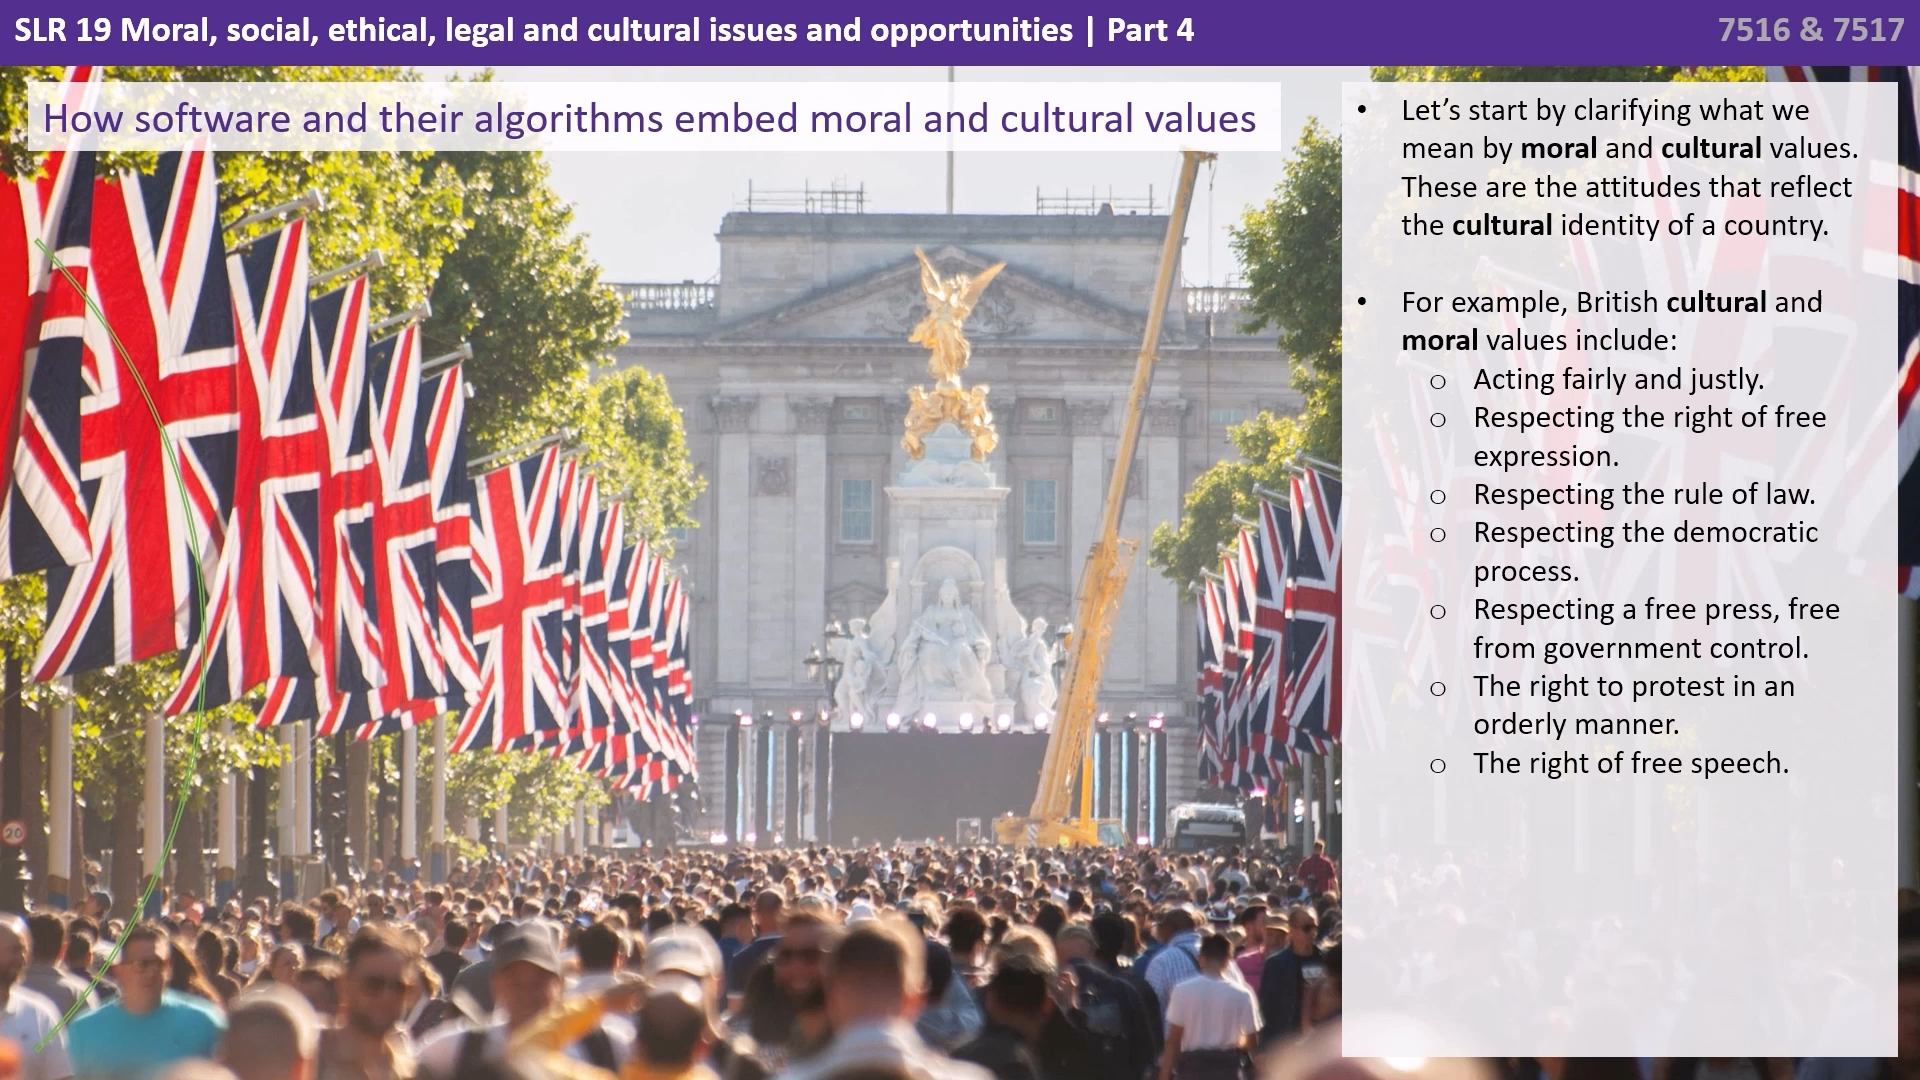 SLR 19 Moral, social, ethical, legal and cultural issues and opportunities | Part 4
7516 & 7517
How software and their algorithms embed moral and cultural values
• Let’s start by clarifying what we
mean by moral and cultural values.
These are the attitudes that reflect
the cultural identity of a country.
• For example, British cultural and
moral values include:
o Acting fairly and justly.
o Respecting the right of free
expression.
o Respecting the rule of law.
o Respecting the democratic
process.
o Respecting a free press, free
from government control.
o The right to protest in an
orderly manner.
o The right of free speech.
20